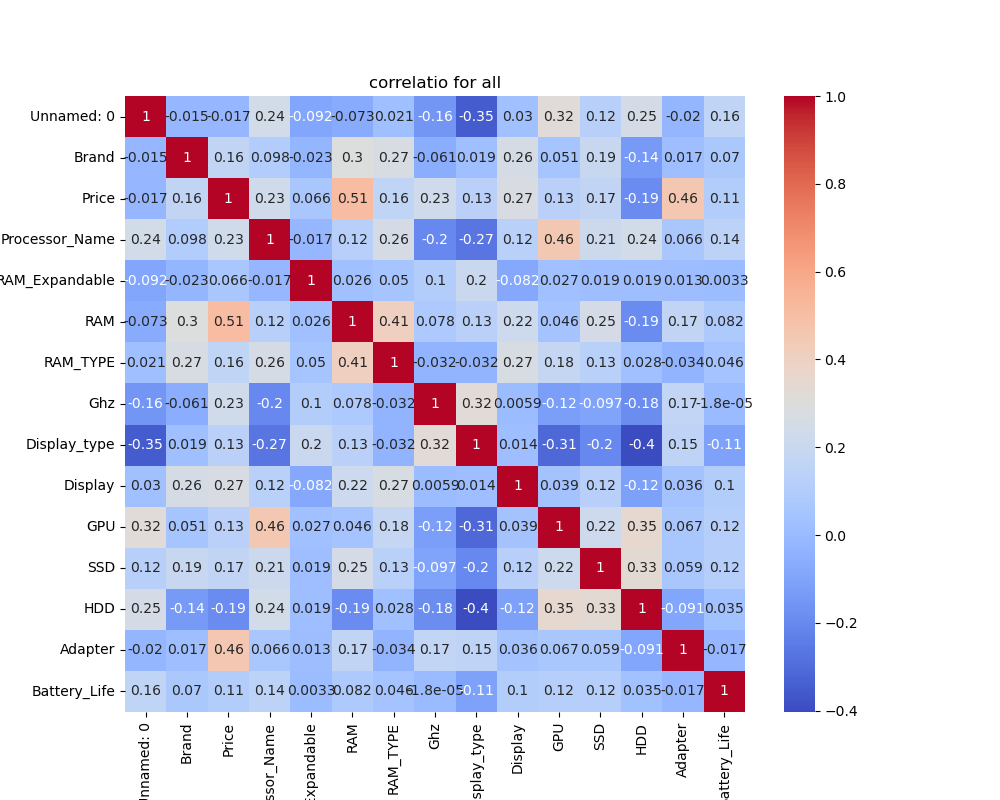 correlatio for all
Unnamed: 0 1 -0.015 -0.017 0.24 -0.092 -0.073 0.021 -0.16 -0.35 0.03 0.32 0.12 0.25 -0.02 0.16
Brand -0.015 1 0.16 0.098 -0.023 0.3 0.27 -0.061 0.019 0.26 0.051 0.19 -0.14 0.017 0.07
Price -0.017 0.16 1 0.23 0.066 0.51 0.16 0.23 0.13 0.27 0.13 0.17 -0.19 0.46 0.11
Processor_Name 0.24 0.098 0.23 1 -0.017 0.12 0.26 -0.2 -0.27 0.12 0.46 0.21 0.24 0.066 0.14
RAM_Expandable -0.092 -0.023 0.066 -0.017 1 0.026 0.05 0.1 0.2 -0.082 0.027 0.019 0.019 0.013 0.0033
RAM -0.073 0.3 0.51 0.12 0.026 1 0.41 0.078 0.13 0.22 0.046 0.25 -0.19 0.17 0.082
RAM_TYPE 0.021 0.27 0.16 0.26 0.05 0.41 1 -0.032 -0.032 0.27 0.18 0.13 0.028 -0.034 0.046
Ghz -0.16 -0.061 0.23 -0.2 0.1 0.078 -0.032 1 0.32 0.0059 -0.12 -0.097 -0.18 0.17 -1.8e-05
Display_type -0.35 0.019 0.13 -0.27 0.2 0.13 -0.032 0.32 1 0.014 -0.31 -0.2 -0.4 0.15 -0.11
Display 0.03 0.26 0.27 0.12 -0.082 0.22 0.27 0.0059 0.014 1 0.039 0.12 -0.12 0.036 0.1
GPU 0.32 0.051 0.13 0.46 0.027 0.046 0.18 -0.12 -0.31 0.039 1 0.22 0.35 0.067 0.12
SSD 0.12 0.19 0.17 0.21 0.019 0.25 0.13 -0.097 -0.2 0.12 0.22 1 0.33 0.059 0.12
HDD 0.25 -0.14 -0.19 0.24 0.019 -0.19 0.028 -0.18 -0.4 -0.12 0.35 0.33 1 -0.091 0.035
Adapter -0.02 0.017 0.46 0.066 0.013 0.17 -0.034 0.17 0.15 0.036 0.067 0.059 -0.091 1 -0.017
Battery_Life 0.16 0.07 0.11 0.14 0.0033 0.082 0.046 -1.8e-05 -0.11 0.1 0.12 0.12 0.035 -0.017 1
Unnamed: 0
Brand
Price
ssor_Name
Expandable
RAM
RAM_TYPE
Ghz
splay_type
Display
GPU
SSD
HDD
Adapter
attery_Life
1.0
0.8
0.6
0.4
0.2
0.0
−0.2
−0.4